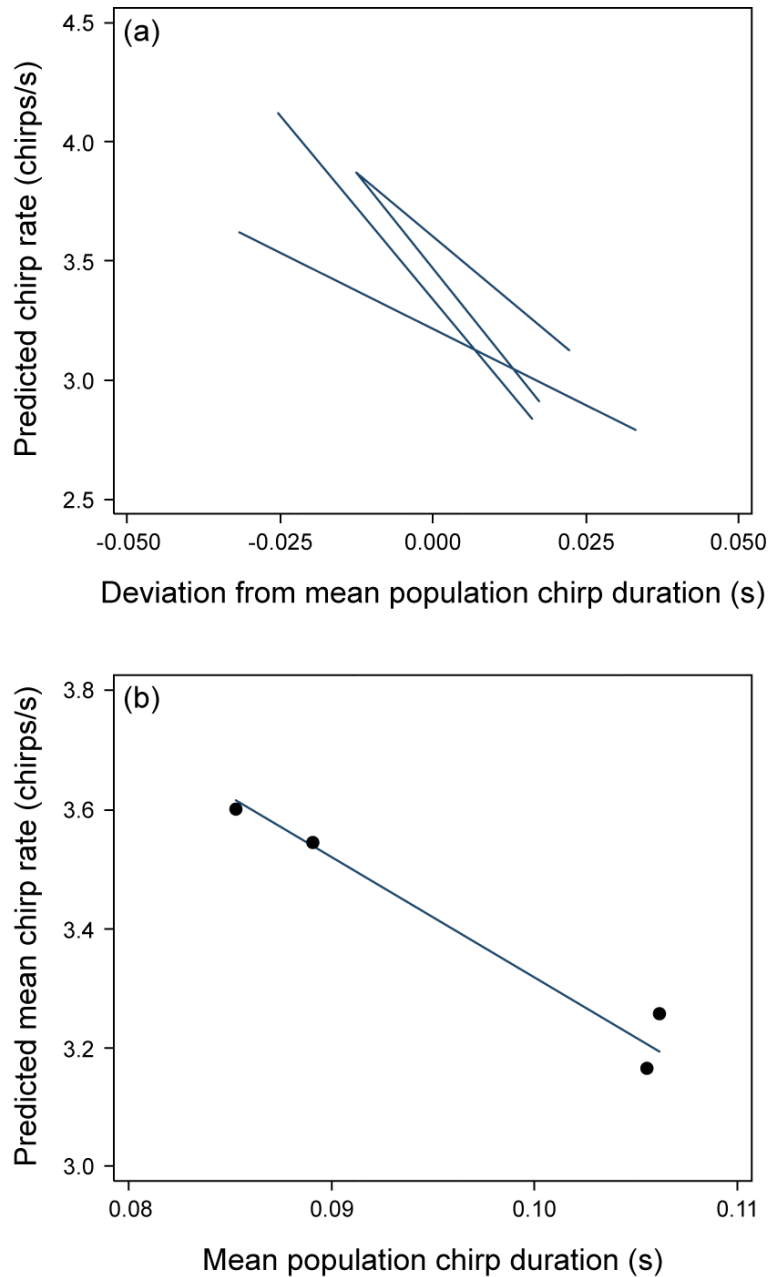 (a)
Predicted chirp rate (chirps/s)
4.5
4.0
3.5
3.0
2.5
-0.050 -0.025 0.000 0.025 0.050
Deviation from mean population chirp duration (s)
(b)
Predicted mean chirp rate (chirps/s)
3.8
3.6
3.4
3.2
3.0
0.08 0.09 0.10 0.11
Mean population chirp duration (s)